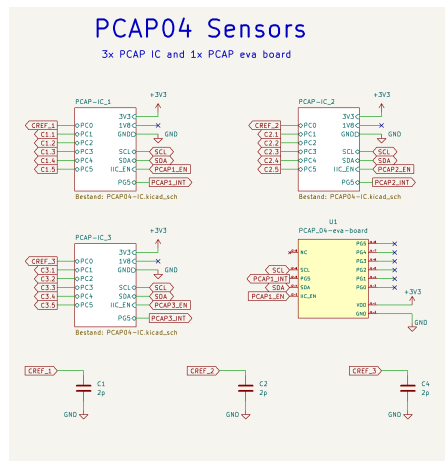 PCAP04 Sensors
3x PCAP IC and 1x PCAP eva board
PCAP-IC_1
+3V3
3V3
CREF_1 PC0 1V8
C1.1 PC1 GND GND
C1.2 PC2
C1.3 PC3 SCL SCL
C1.4 PC4 SDA SDA
C1.5 PC5 IIC_EN PCAP1_EN
PG5 PCAP1_INT
Bestand: PCAP04-IC.kicad_sch
PCAP-IC_2
+3V3
3V3
CREF_2 PC0 1V8
C2.1 PC1 GND GND
C2.2 PC2
C2.3 PC3 SCL SCL
C2.4 PC4 SDA SDA
C2.5 PC5 IIC_EN PCAP2_EN
PG5 PCAP2_INT
Bestand: PCAP04-IC.kicad_sch
PCAP-IC_3
+3V3
3V3
CREF_3 PC0 1V8
C3.1 PC1 GND GND
C3.2 PC2
C3.3 PC3 SCL SCL
C3.4 PC4 SDA SDA
C3.5 PC5 IIC_EN PCAP3_EN
PG5 PCAP3_INT
Bestand: PCAP04-IC.kicad_sch
U1
PCAP_04-eva-board
PG5
NC PG4
PG3
SCL SCL PG2
PCAP1_INT PG5 PG1
SDA SDA PG0
PCAP1_EN IIC_EN
+3V3
VDD
GND
GND
CREF_1
C1
2p
GND
CREF_2
C2
2p
GND
CREF_3
C4
2p
GND